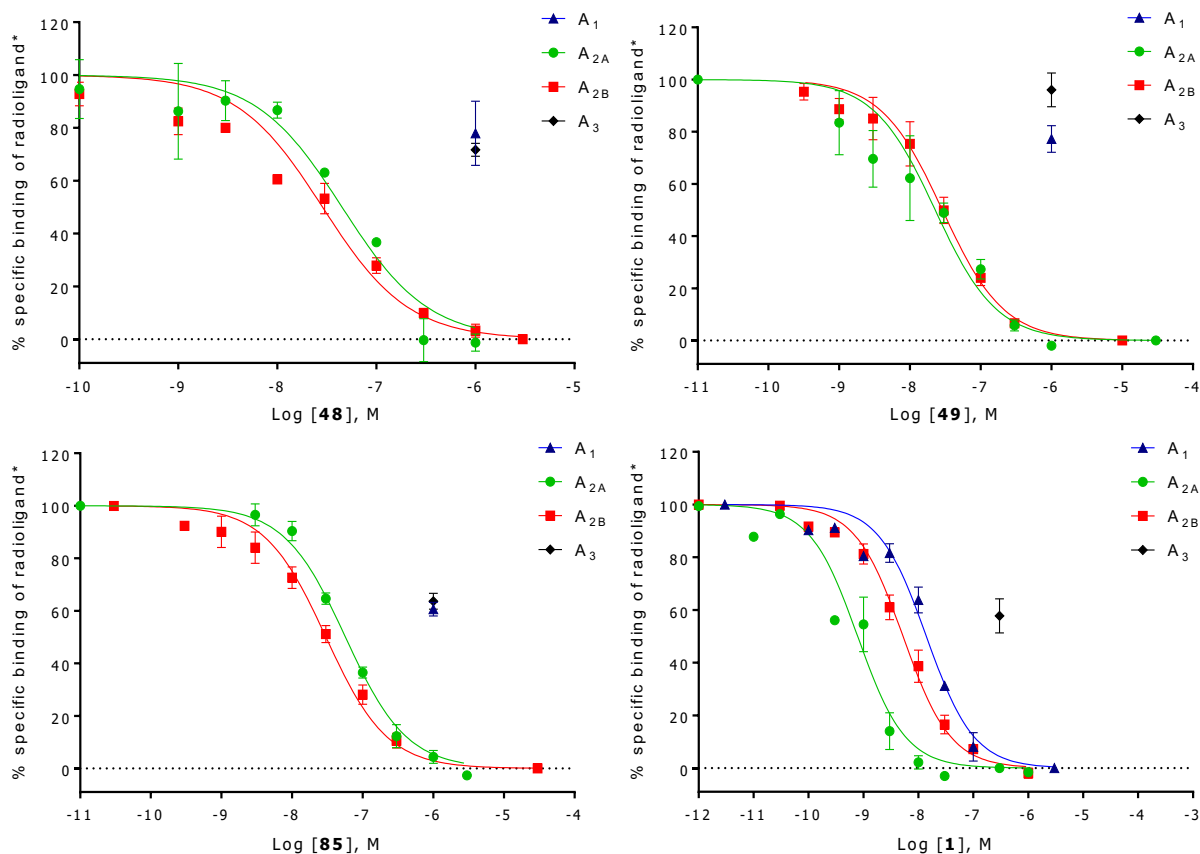 % specific binding of radioligand*
120
100
80
60
40
20
0
-10 -9 -8 -7 -6 -5
Log [48], M
A1
A2A
A2B
A3
% specific binding of radioligand*
120
100
80
60
40
20
0
-11 -10 -9 -8 -7 -6 -5 -4
Log [49], M
A1
A2A
A2B
A3
% specific binding of radioligand*
120
100
80
60
40
20
0
-11 -10 -9 -8 -7 -6 -5 -4
Log [85], M
A1
A2A
A2B
A3
% specific binding of radioligand*
120
100
80
60
40
20
0
-12 -11 -10 -9 -8 -7 -6 -5 -4 -3
Log [1], M
A1
A2A
A2B
A3